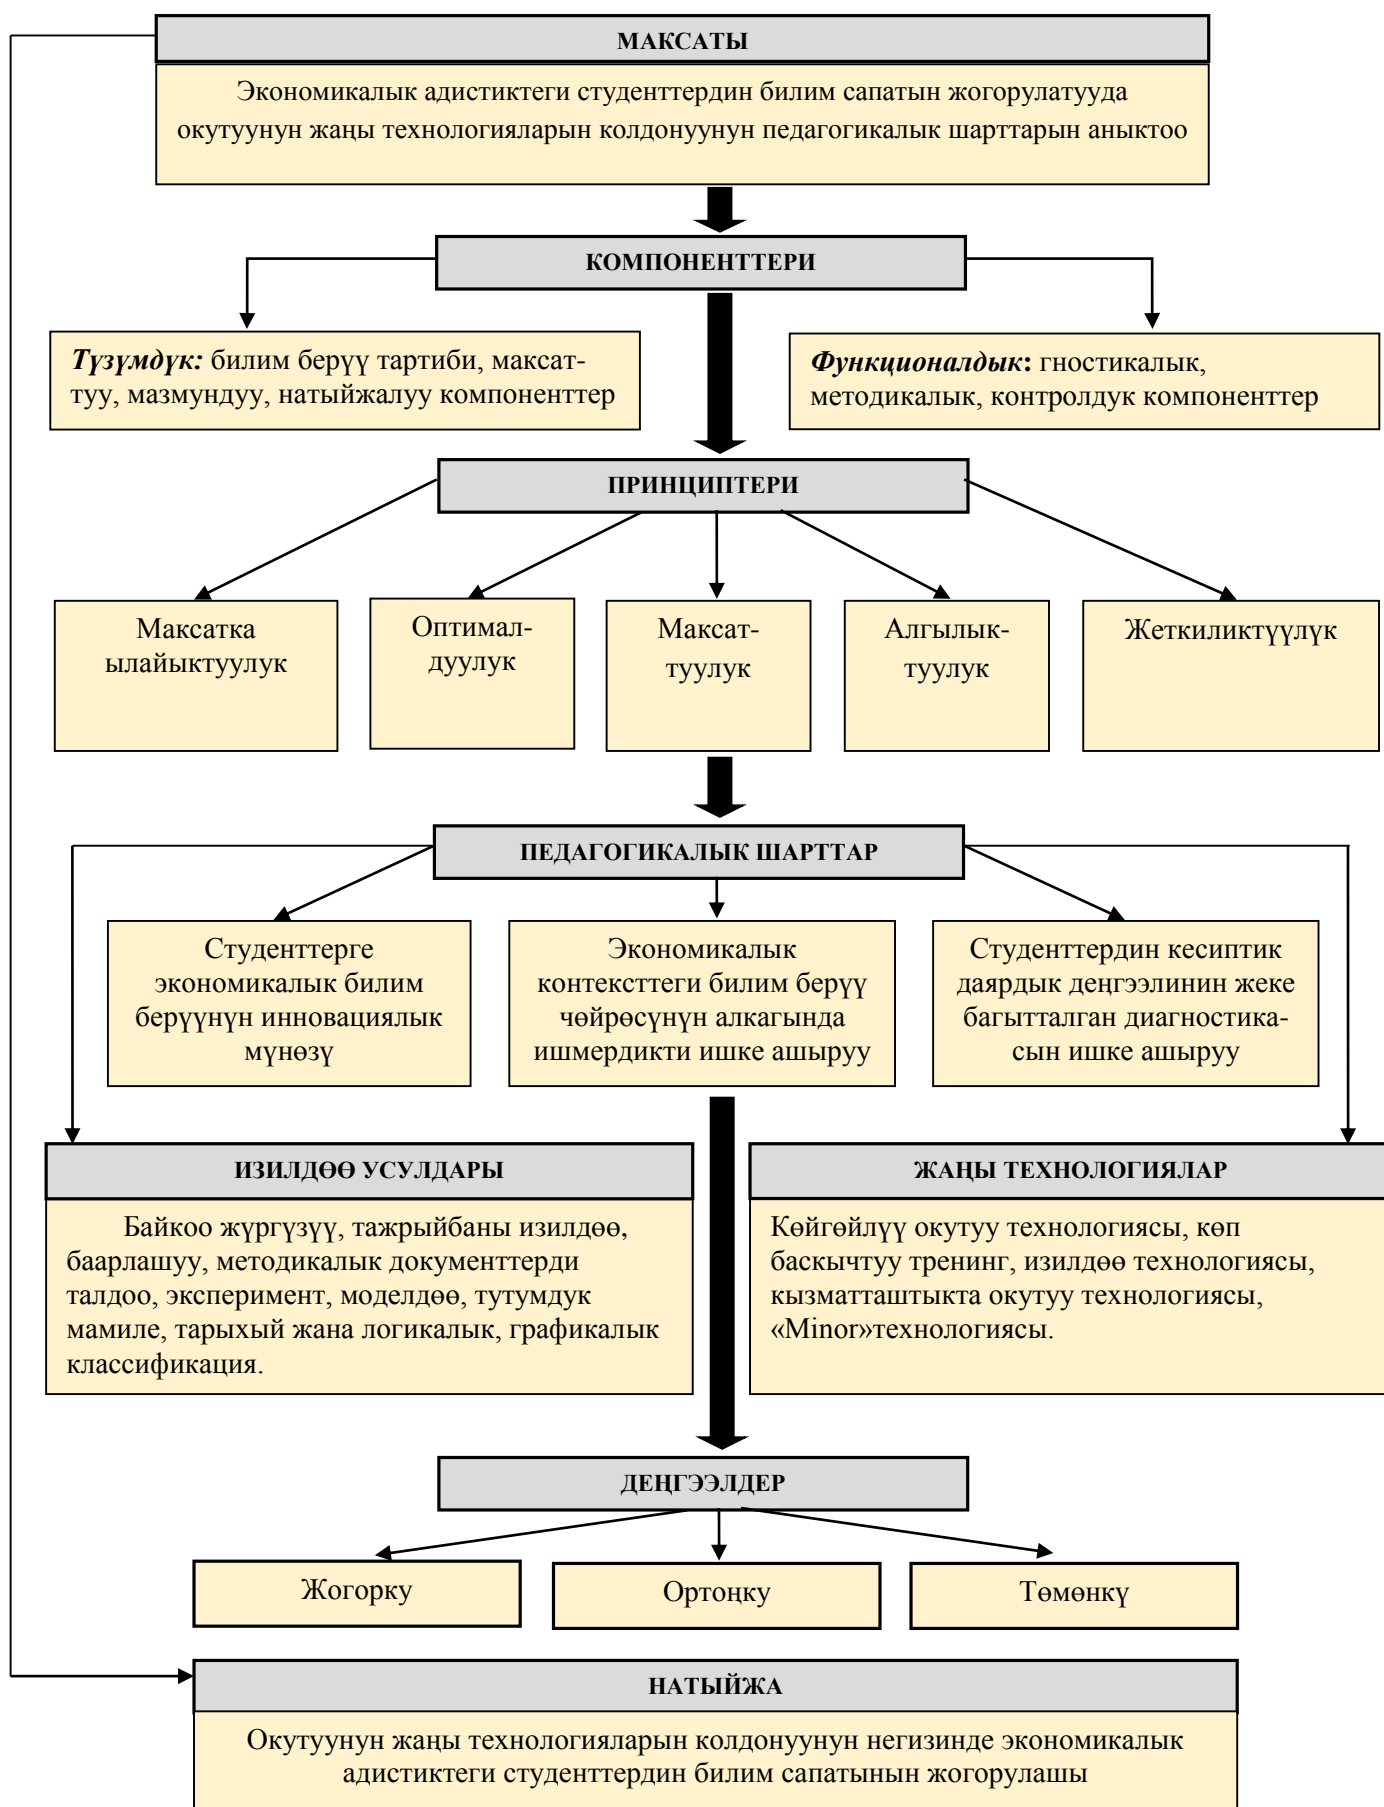 МАКСАТЫ
Экономикалык адистиктеги студенттердин билим сапатын жогорулатууда
окутуунун жаңы технологияларын колдонуунун педагогикалык шарттарын аныктоо
КОМПОНЕНТТЕРИ
Түзүмдүк: билим берүү тартиби, максат-
туу, мазмундуу, натыйжалуу компоненттер
Функционалдык: гностикалык,
методикалык, контролдук компоненттер
ПРИНЦИПТЕРИ
Максатка
ылайыктуулук
Оптимал-
дуулук
Максат-
туулук
Алгылык-
туулук
Жеткиликтүүлүк
ПЕДАГОГИКАЛЫК ШАРТТАР
Студенттерге
экономикалык билим
берүүнүн инновациялык
мүнөзү
Экономикалык
контексттеги билим берүү
чөйрөсүнүн алкагында
ишмердикти ишке ашыруу
Студенттердин кесиптик
даярдык деңгээлинин жеке
багытталган диагностика-
сын ишке ашыруу
ИЗИЛДӨӨ УСУЛДАРЫ
Байкоо жүргүзүү, тажрыйбаны изилдөө,
баарлашуу, методикалык документтерди
талдоо, эксперимент, моделдөө, тутумдук
мамиле, тарыхый жана логикалык, графикалык
классификация.
ЖАҢЫ ТЕХНОЛОГИЯЛАР
Көйгөйлүү окутуу технологиясы, көп
баскычтуу тренинг, изилдөө технологиясы,
кызматташтыкта окутуу технологиясы,
«Minor»технологиясы.
ДЕҢГЭЭЛДЕР
Жогорку
Ортоңку
Төмөнкү
НАТЫЙЖА
Окутуунун жаңы технологияларын колдонуунун негизинде экономикалык
адистиктеги студенттердин билим сапатынын жогорулашы